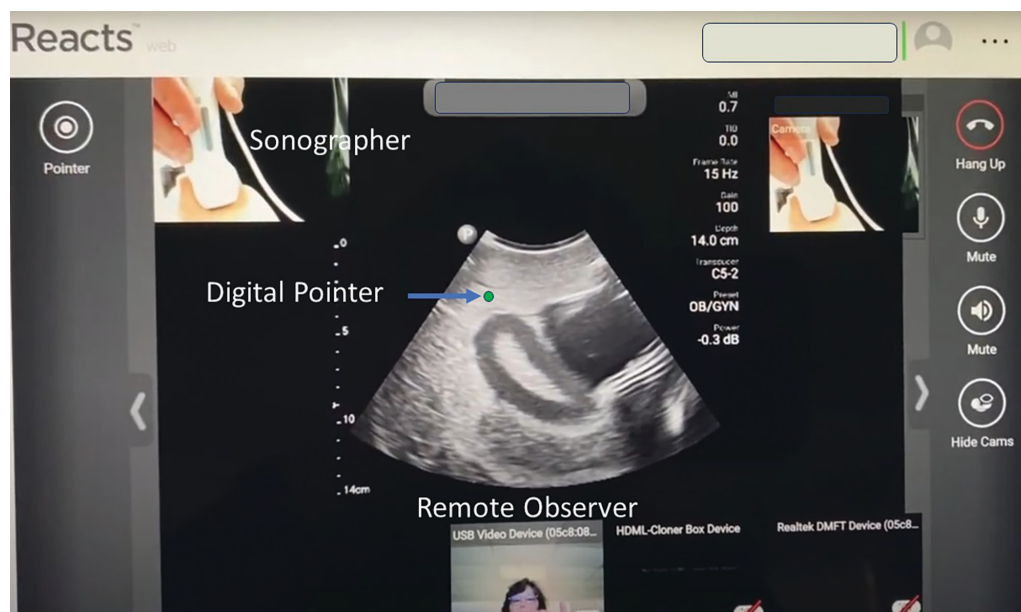 Reacts™ web
Pointer
Sonographer
MI
0.7
TIO
0.0
Frame Rate
15 Hz
Gain
100
Depth
14.0 cm
Transducer
C5-2
Preset
OB/GYN
Power
-0.3 dB
Camera
Hang Up
Mute
Mute
Hide Cams
P
Digital Pointer
0
5
10
14cm
Remote Observer
USB Video Device (05c8:08...
HDML-Cloner Box Device
Realtek DMFT Device (05c8...